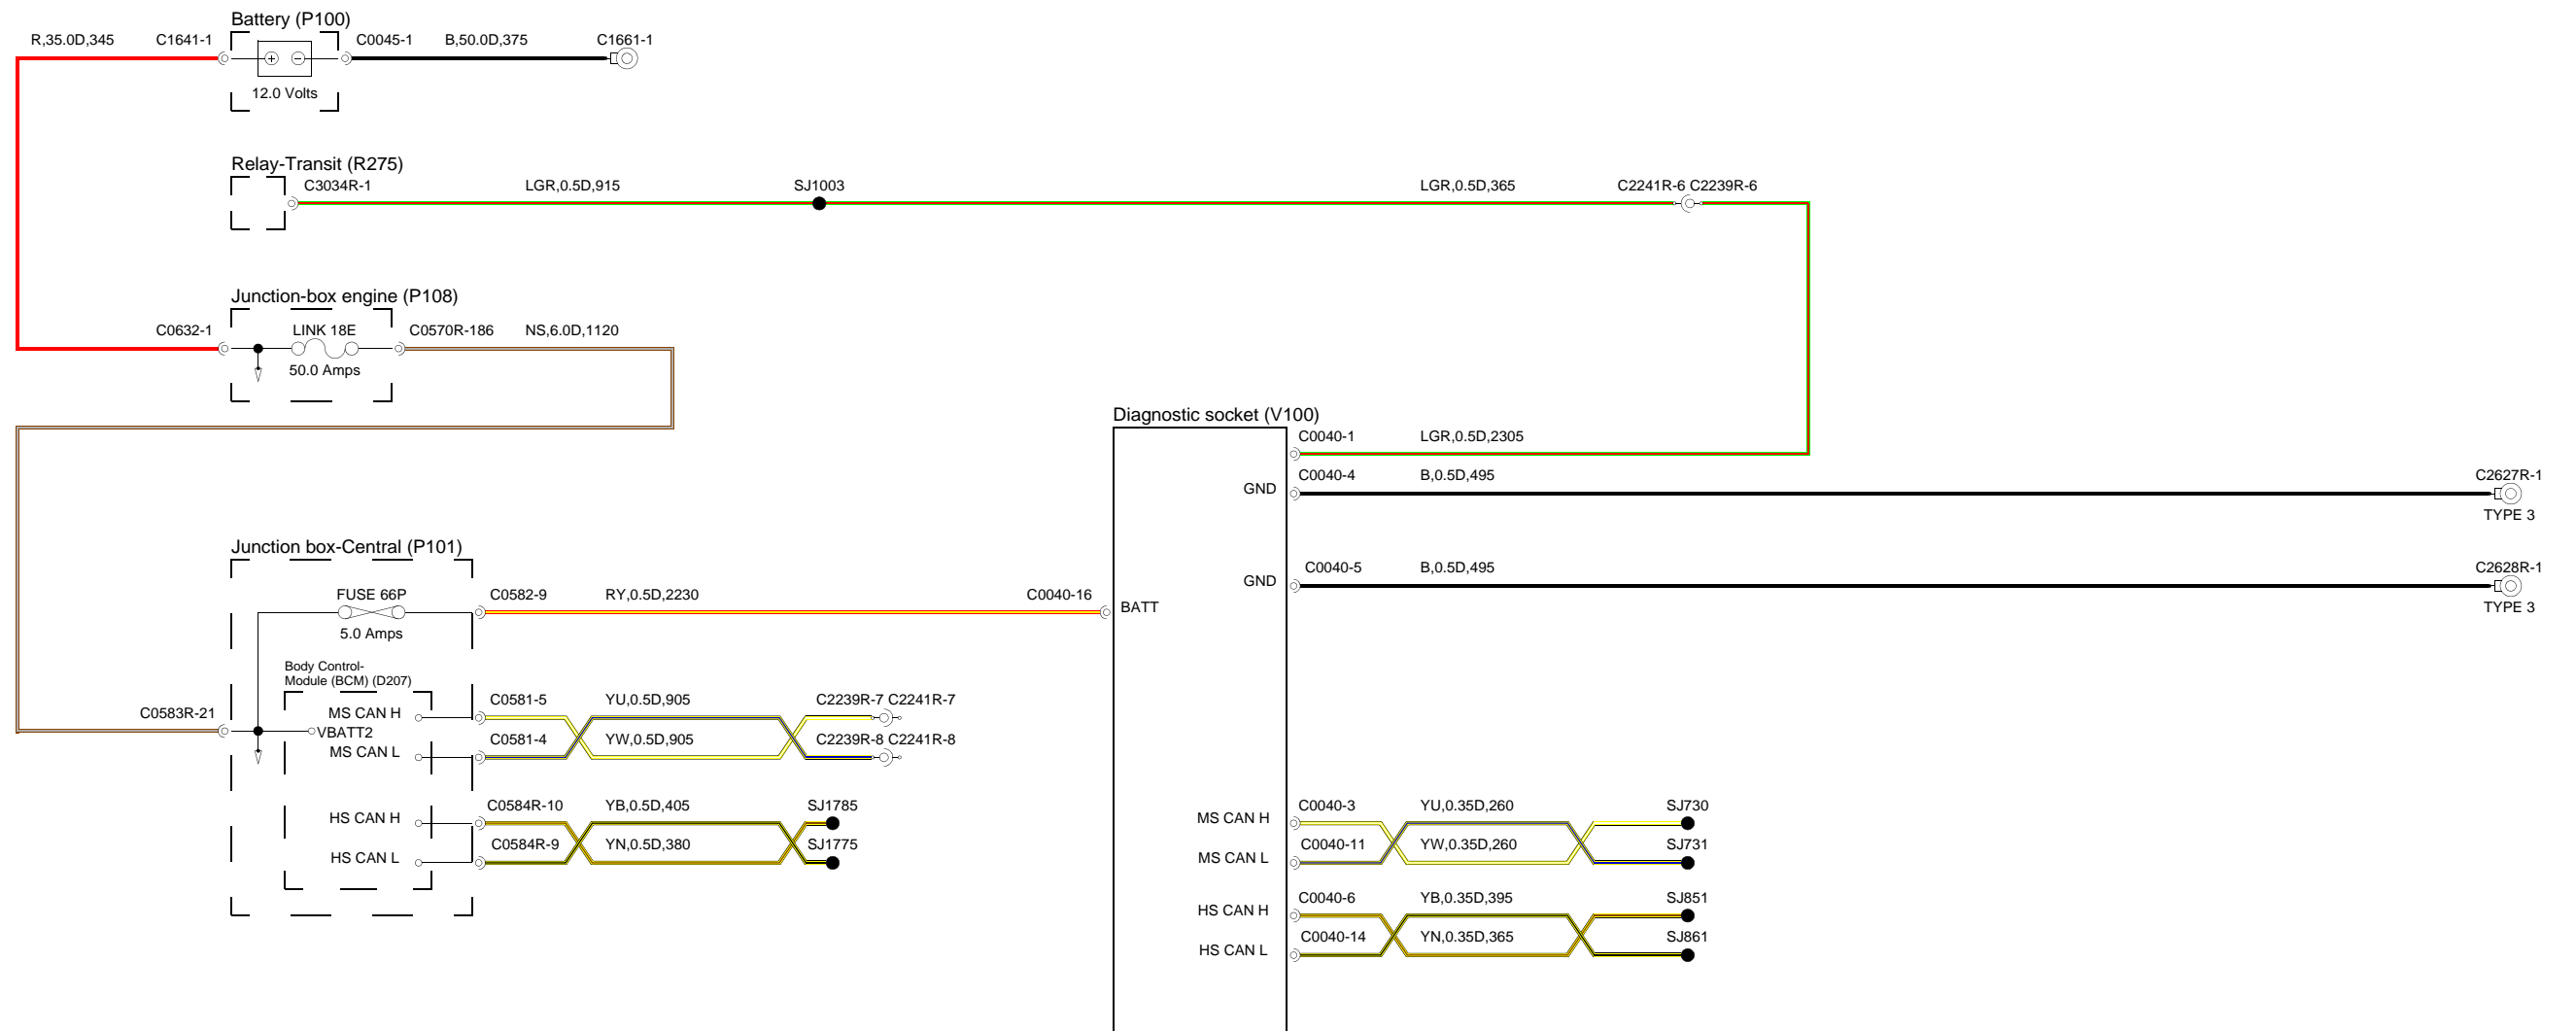 Battery (P100)
R,35.0D,345 C1641-1 C0045-1 B,50.0D,375 C1661-1
12.0 Volts
Relay-Transit (R275)
C3034R-1 LGR,0.5D,915 SJ1003 LGR,0.5D,365 C2241R-6 C2239R-6
Junction-box engine (P108)
C0632-1 LINK 18E C0570R-186 NS,6.0D,1120
50.0 Amps
Diagnostic socket (V100)
C0040-1 LGR,0.5D,2305
C0040-4 B,0.5D,495 C2627R-1
GND
TYPE 3
Junction box-Central (P101)
C0040-5 B,0.5D,495 C2628R-1
GND
FUSE 66P C0582-9 RY,0.5D,2230 C0040-16
BATT TYPE 3
5.0 Amps
Body Control-
Module (BCM) (D207)
C0581-5 YU,0.5D,905 C2239R-7 C2241R-7
C0583R-21 MS CAN H
VBATT2
C0581-4 YW,0.5D,905 C2239R-8 C2241R-8
MS CAN L
C0584R-10 YB,0.5D,405 SJ1785 C0040-3 YU,0.35D,260 SJ730
HS CAN H MS CAN H
C0584R-9 YN,0.5D,380 SJ1775 C0040-11 YW,0.35D,260 SJ731
HS CAN L MS CAN L
C0040-6 YB,0.35D,395 SJ851
HS CAN H
C0040-14 YN,0.35D,365 SJ861
HS CAN L